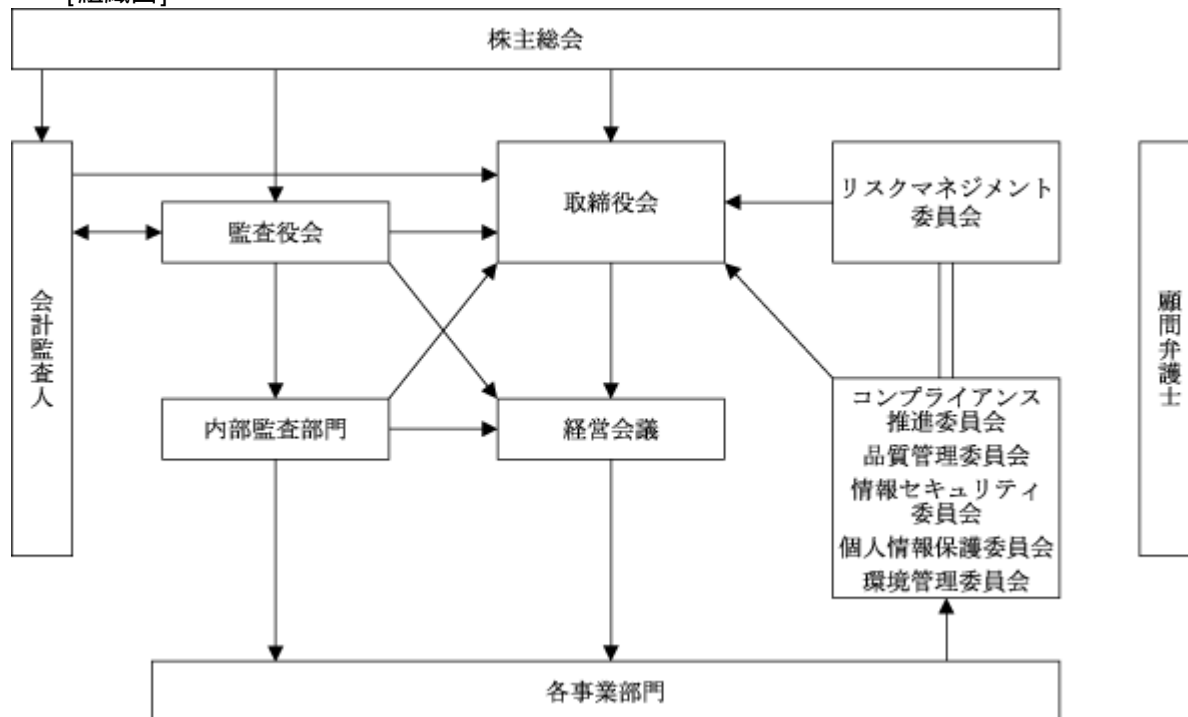 [組織図]
株主総会
取締役会
リスクマネジメント
委員会
監査役会
会計監査人
顧問弁護士
内部監査部門
経営会議
コンプライアンス
推進委員会
品質管理委員会
情報セキュリティ
委員会
個人情報保護委員会
環境管理委員会
各事業部門